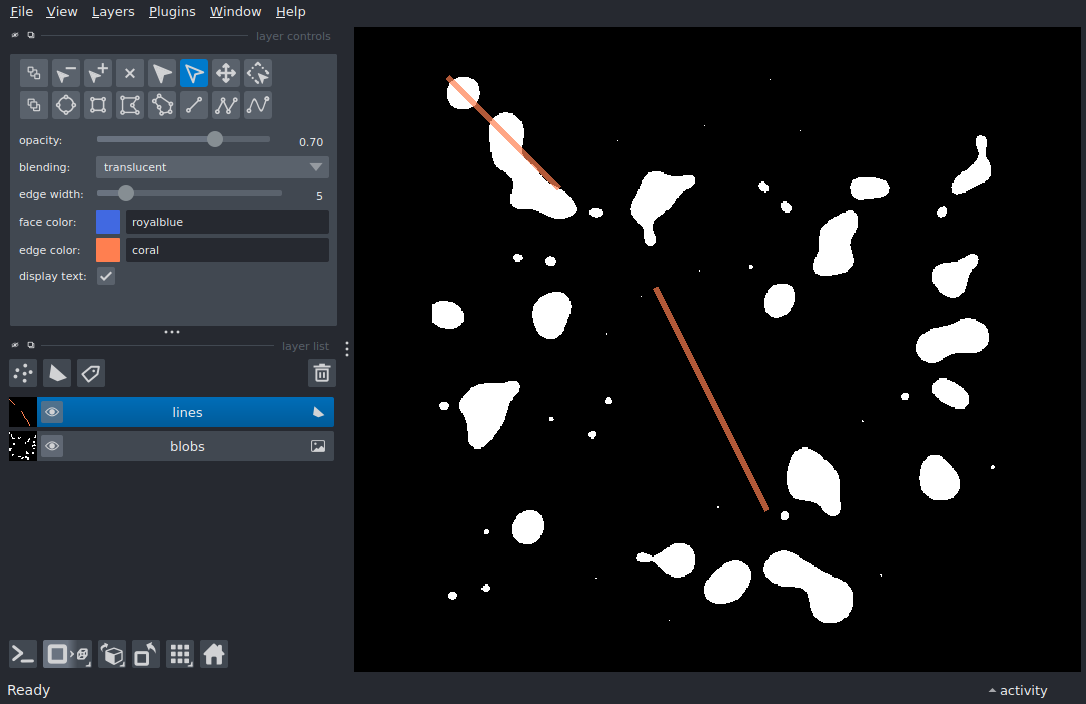 File View Layers Plugins Window Help
layer controls
opacity: 0.70
blending: translucent
edge width: 5
face color: royalblue
edge color: coral
display text:
layer list
lines
blobs
Ready
activity